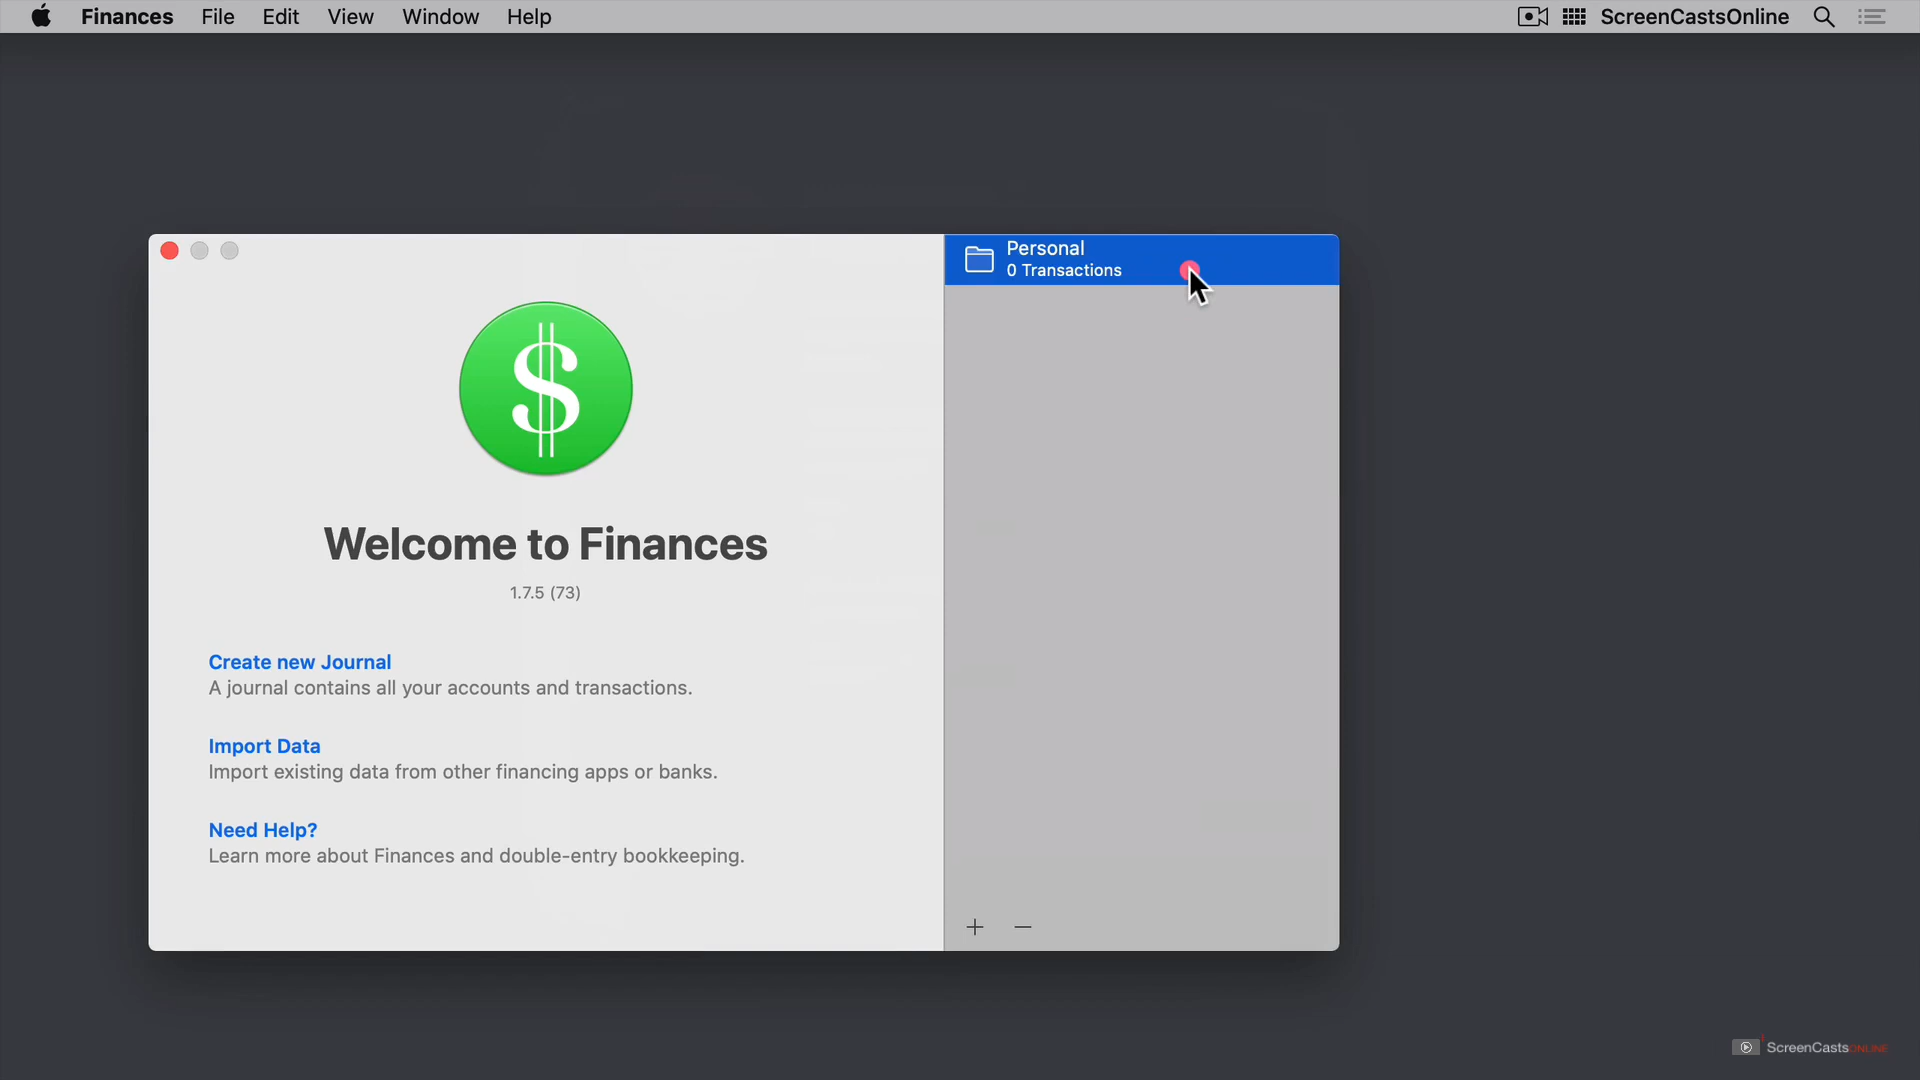 Finances File Edit View Window Help ScreenCastsOnline
Personal
0 Transactions
$
Welcome to Finances
1.7.5 (73)
Create new Journal
A journal contains all your accounts and transactions.
Import Data
Import existing data from other financing apps or banks.
Need Help?
Learn more about Finances and double-entry bookkeeping.
+ −
ScreenCastsONLINE